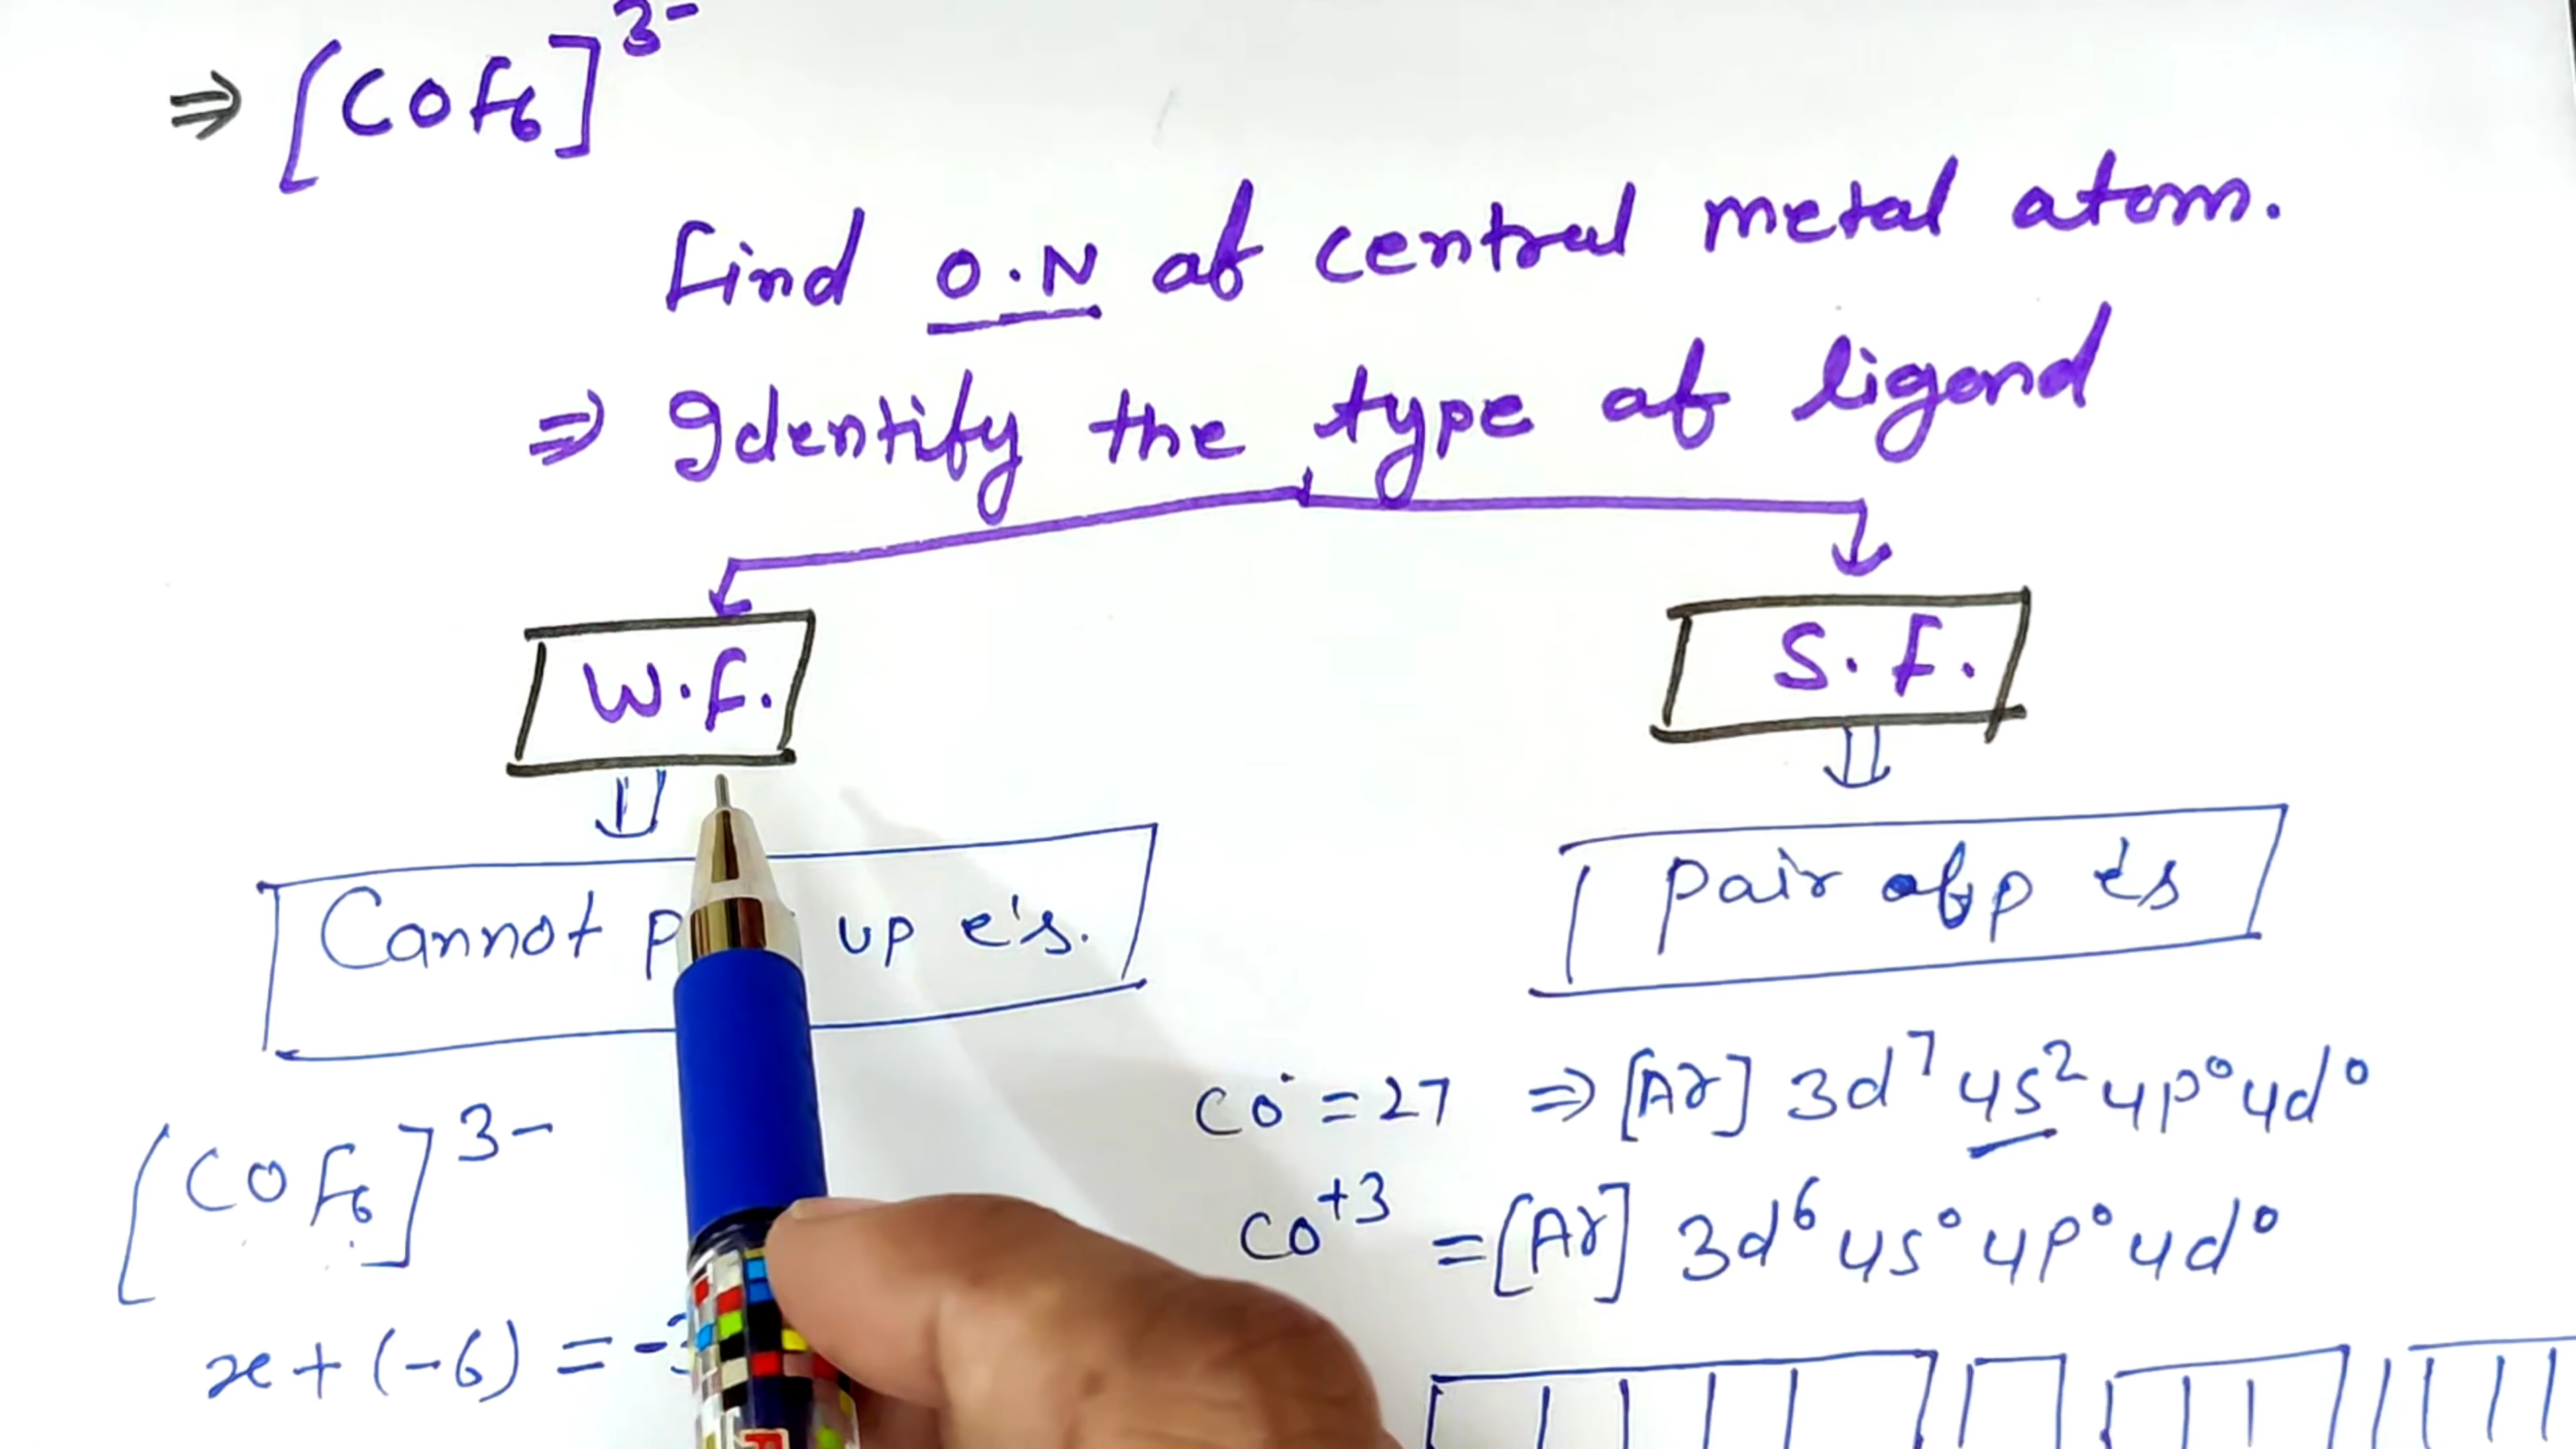 ⇒ [COF₆]³⁻
Find O.N of central metal atom.
⇒ Identify the type of ligand
W.F. S.F.
Cannot up e's. pair up e's
[COF₆]³⁻
x + (-6) = -3
Co = 27 ⇒ [Ar] 3d⁷ 4s² 4p⁰ 4d⁰
Co⁺³ = [Ar] 3d⁶ 4s⁰ 4p⁰ 4d⁰